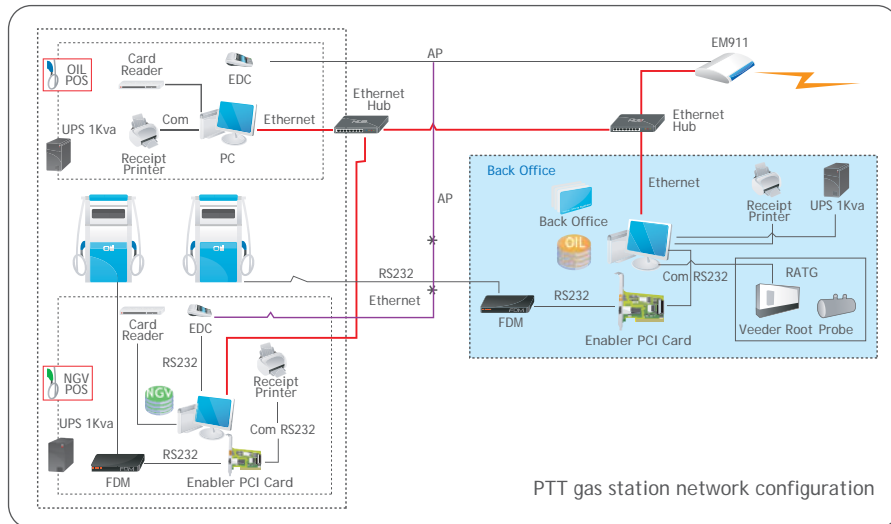 AP
EM911
OIL
POS
Card
Reader
EDC
Ethernet
Hub
Ethernet
Hub
Com
Ethernet
UPS 1Kva
Receipt
Printer
PC
Back Office
Ethernet
Back Office
Receipt
Printer
UPS 1Kva
AP
Oil
Oil
OIL
RS232
Com RS232
RATG
Ethernet
RS232
FDM
Enabler PCI Card
Veeder Root
Probe
Card
Reader
EDC
RS232
Receipt
Printer
NGV
POS
NGV
UPS 1Kva
Com RS232
RS232
FDM
Enabler PCI Card
PTT gas station network configuration